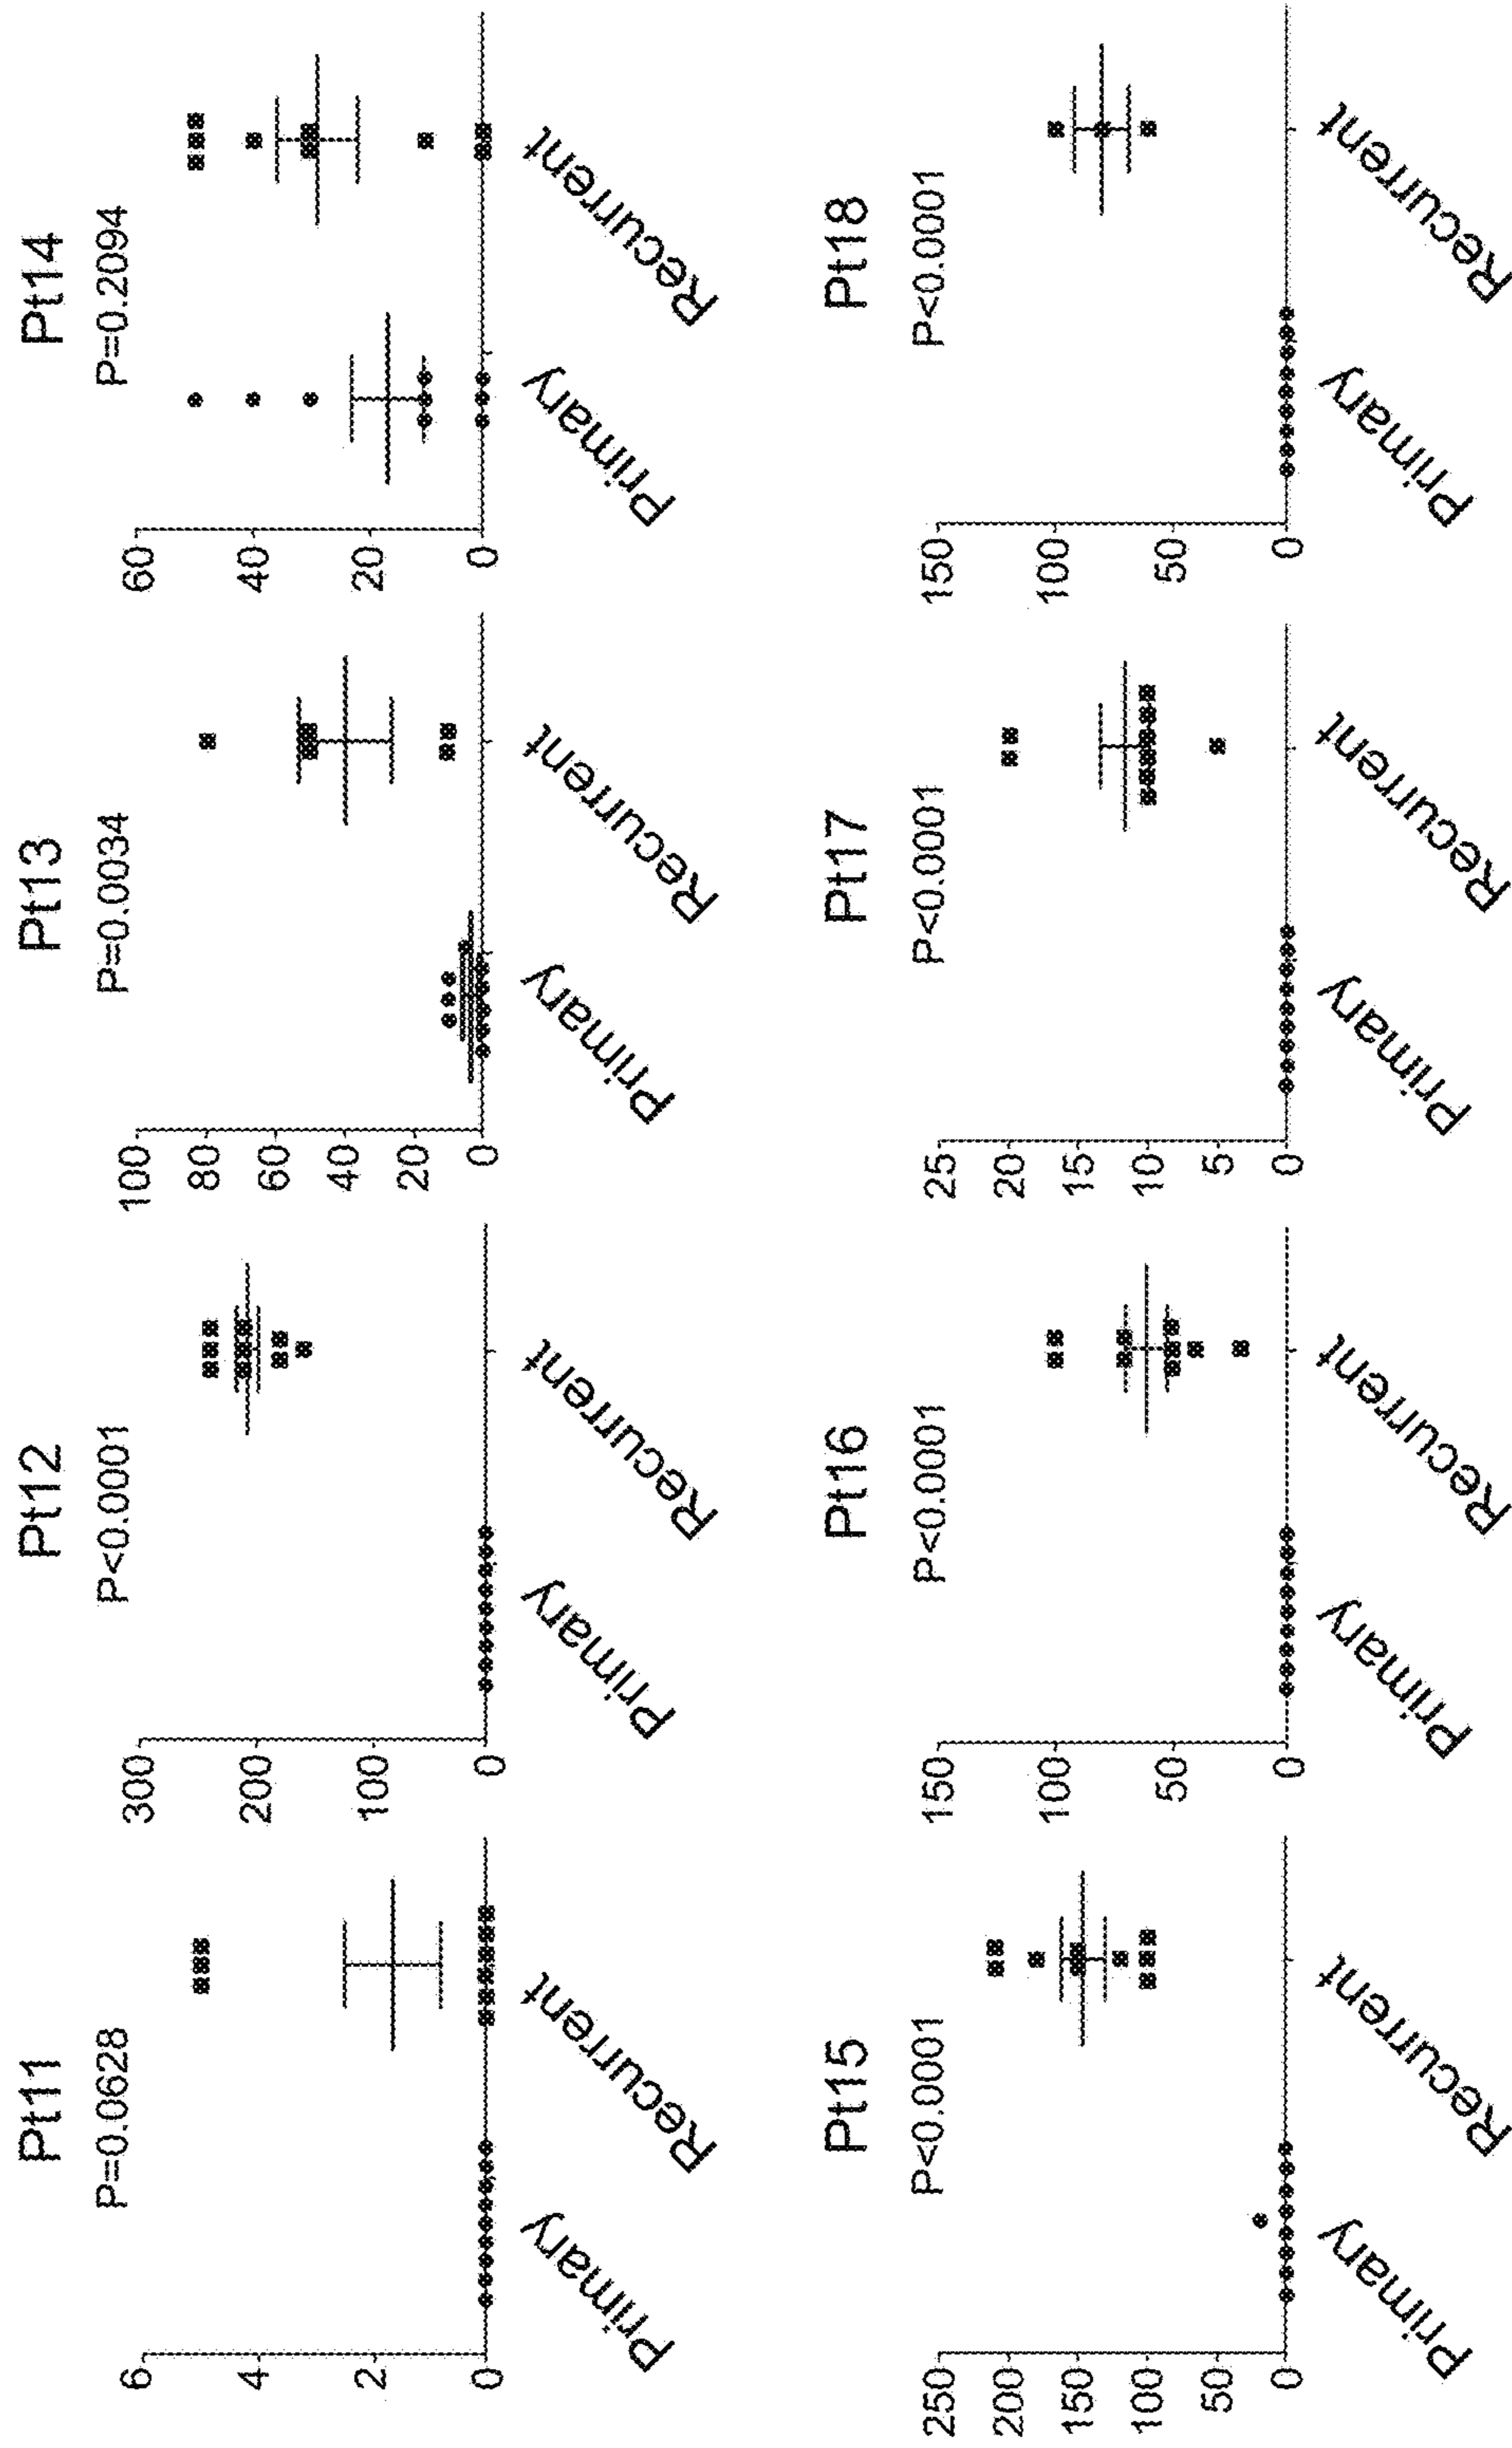 Pt11
P=0.0628
6
4
2
0
Primary
Recurrent
Pt12
P<0.0001
300
200
100
0
Primary
Recurrent
Pt13
P=0.0034
100
80
60
40
20
0
Primary
Recurrent
Pt14
P=0.2094
60
40
20
0
Primary
Recurrent
Pt15
P<0.0001
250
200
150
100
50
0
Primary
Recurrent
Pt16
P<0.0001
150
100
50
0
Primary
Recurrent
Pt17
P<0.0001
25
20
15
10
5
0
Primary
Recurrent
Pt18
P<0.0001
150
100
50
0
Primary
Recurrent